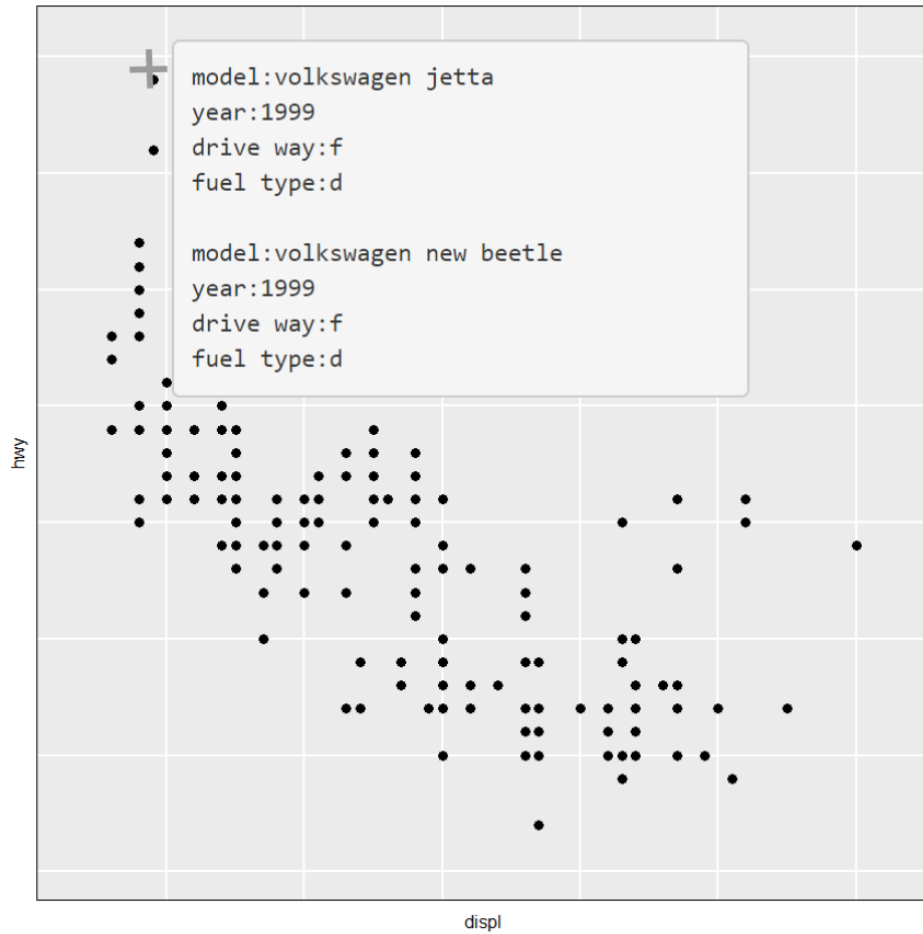 model:volkswagen jetta
year:1999
drive way:f
fuel type:d
model:volkswagen new beetle
year:1999
drive way:f
fuel type:d
hwy
displ